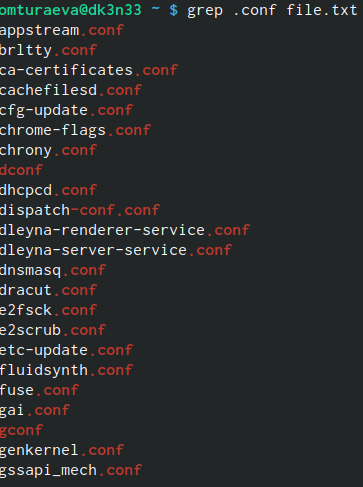 omturaeva@dk3n33 ~ $ grep .conf file.txt
appstream.conf
brltty.conf
ca-certificates.conf
cachefilesd.conf
cfg-update.conf
chrome-flags.conf
chrony.conf
dconf
dhcpcd.conf
dispatch-conf.conf
dleyna-renderer-service.conf
dleyna-server-service.conf
dnsmasq.conf
dracut.conf
e2fsck.conf
e2scrub.conf
etc-update.conf
fluidsynth.conf
fuse.conf
gai.conf
gconf
genkernel.conf
gssapi_mech.conf